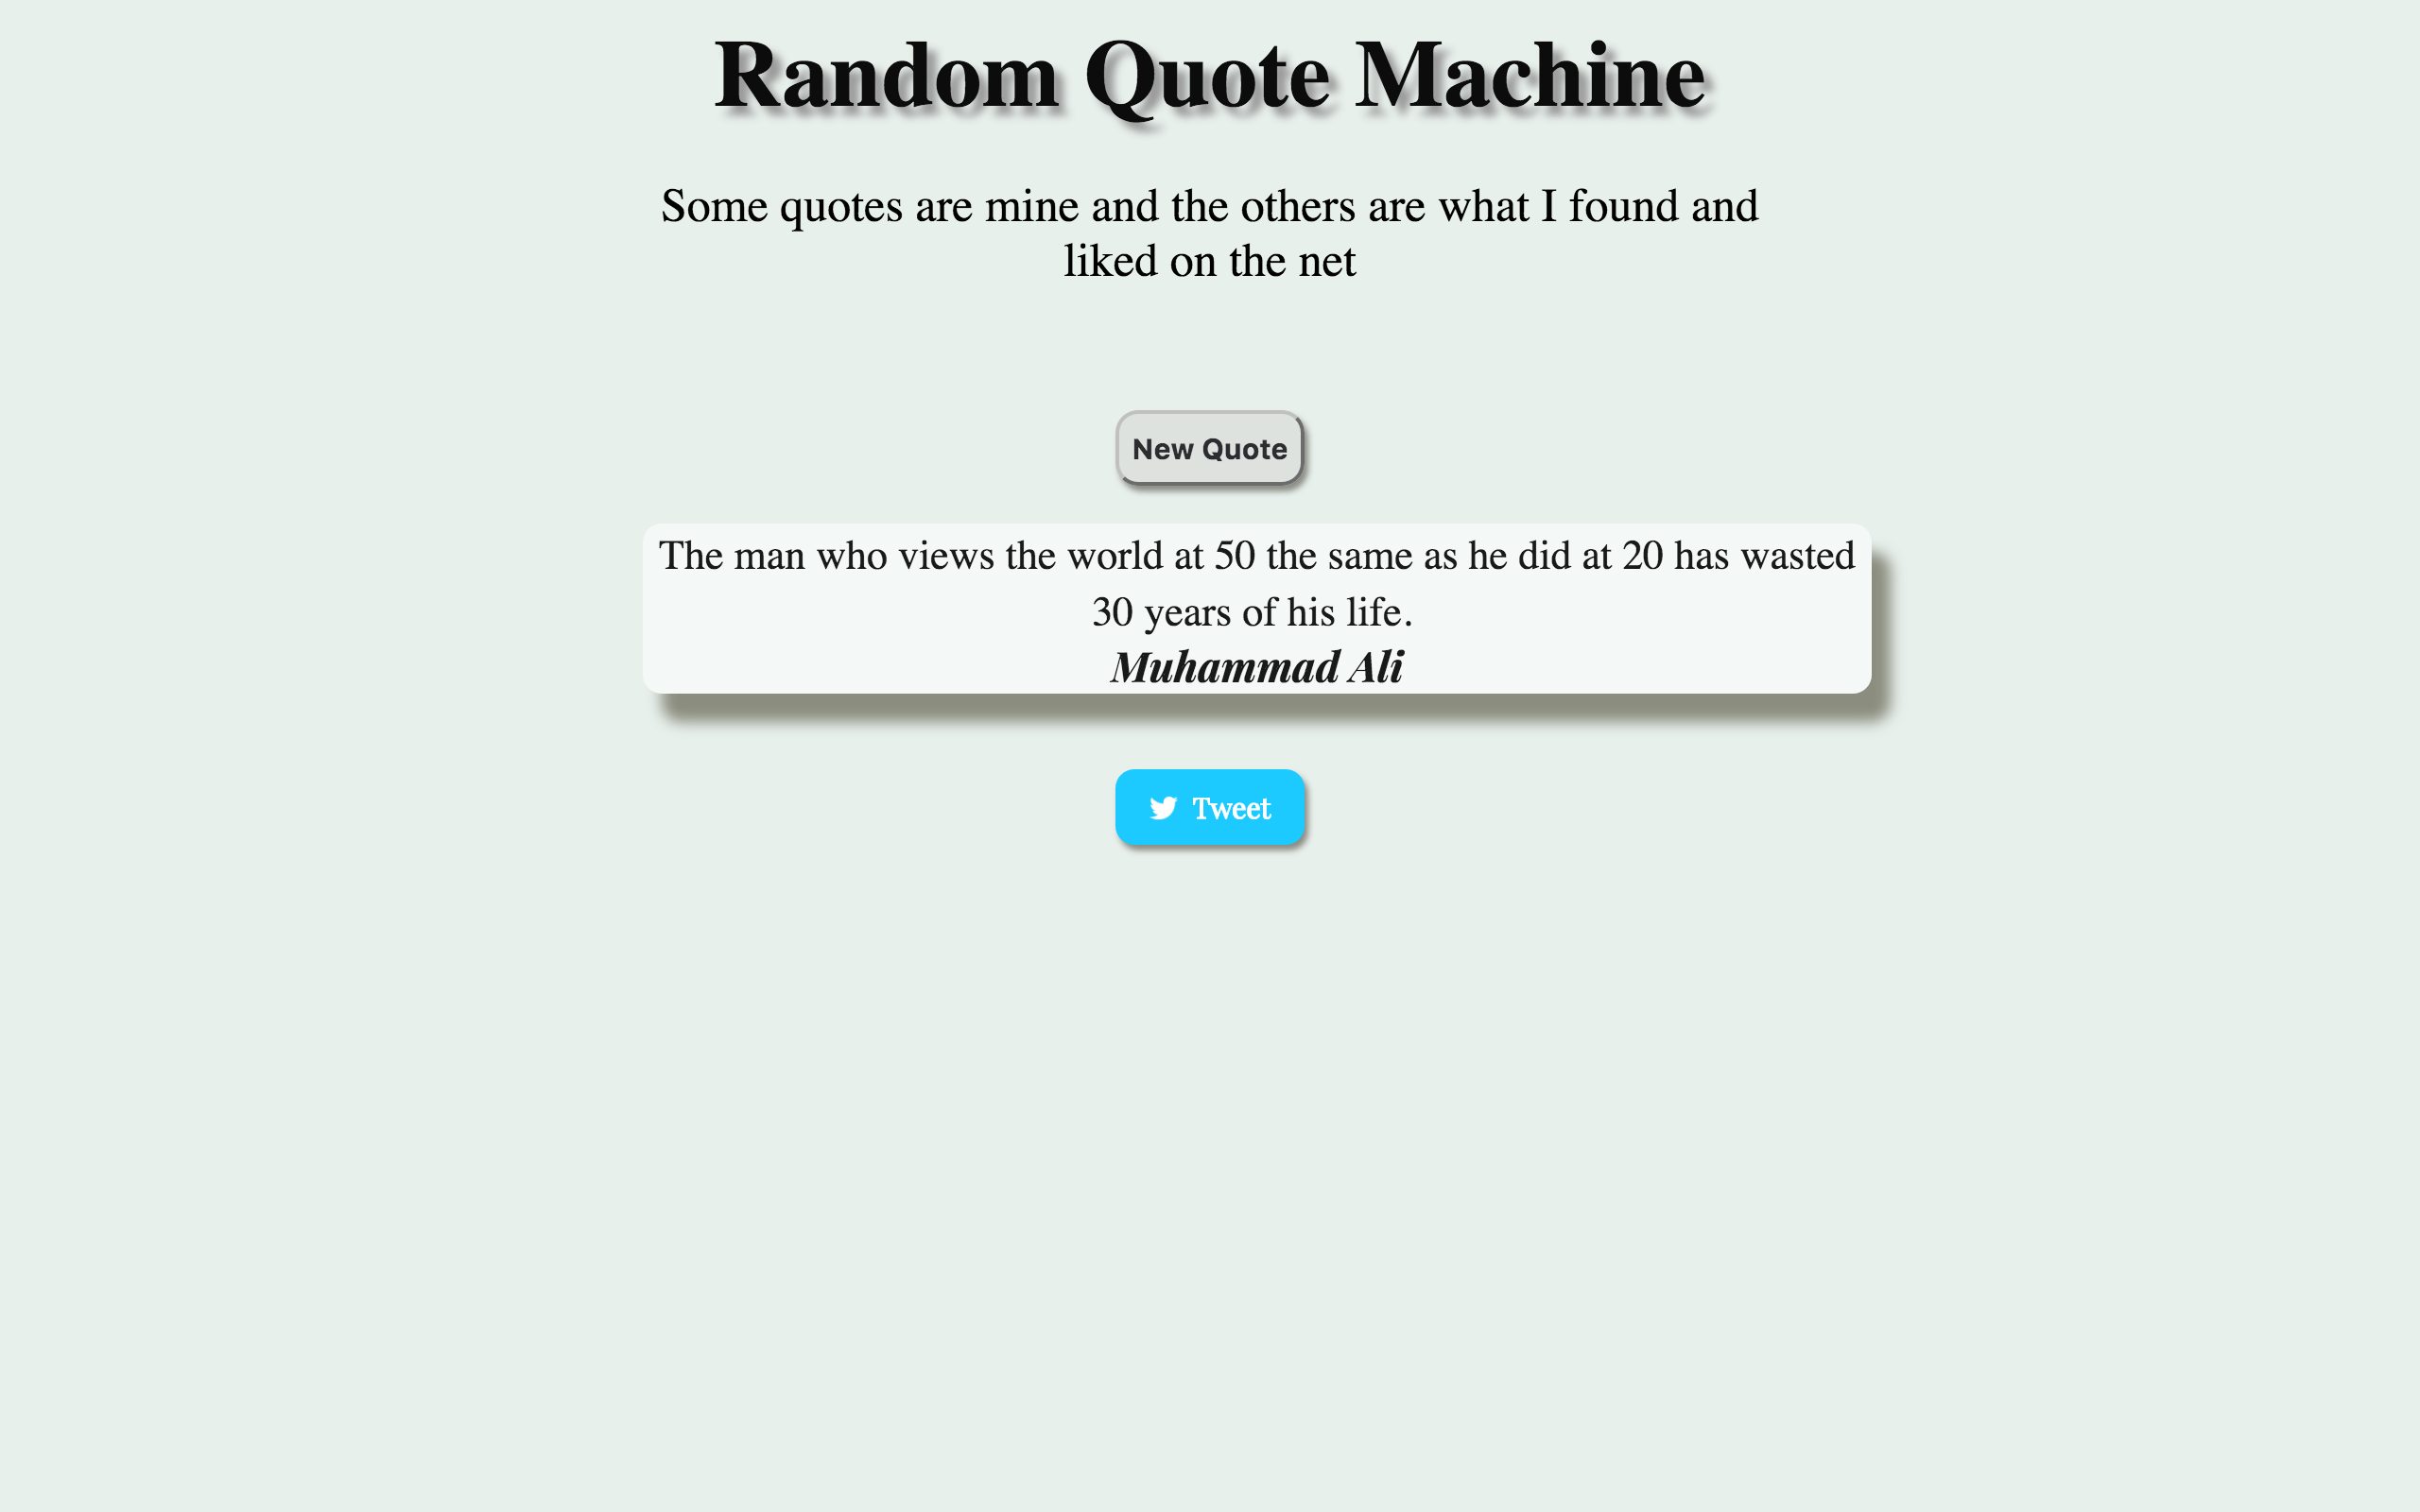 Random Quote Machine
Some quotes are mine and the others are what I found and
liked on the net
New Quote
The man who views the world at 50 the same as he did at 20 has wasted
30 years of his life.
Muhammad Ali
Tweet